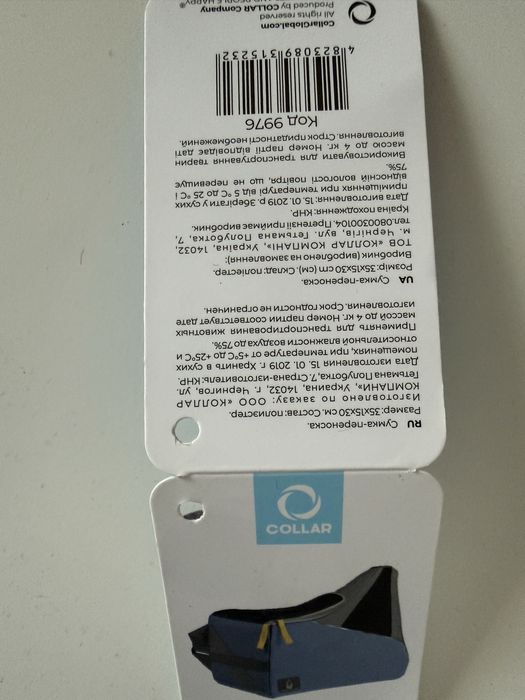 RU Сумка-переноска.
Размер: 35х15х30 см. Состав: полиэстер.
Изготовлено по заказу: ООО «КОЛЛАР
КОМПАНИ», Украина, 14032, г. Чернигов, ул.
Гетьмана Полуботка, 7. Страна-изготовитель: КНР.
Дата изготовления 15. 01. 2019 г. Хранить в сухих
помещениях, при температуре от +5°С до +25°С и
относительной влажности воздуха до 75%.
Применять для транспортирования животных
массой до 4 кг. Номер партии соответствует дате
изготовления. Срок годности не ограничен.
UA Сумка-переноска.
Розмір: 35х15х30 см (см). Склад: поліестер.
Виробник (вироблено на замовлення):
ТОВ «КОЛЛАР КОМПАНІ», Україна, 14032,
м. Чернігів, вул. Гетьмана Полуботка, 7,
тел. 0800300104. Претензії приймає виробник.
Країна походження: КНР.
Дата виготовлення: 15. 01. 2019 р. Зберігати у сухих
приміщеннях при температурі від 5 °С до 25 °С і
відносній вологості повітря, що не перевищує
75%.
Використовувати для транспортування тварин
масою до 4 кг. Номер партії відповідає даті
виготовлення. Строк придатності необмежений.
Код 9976
4823089315232
CollarGlobal.com
All rights reserved
Produced by COLLAR Company
COLLAR